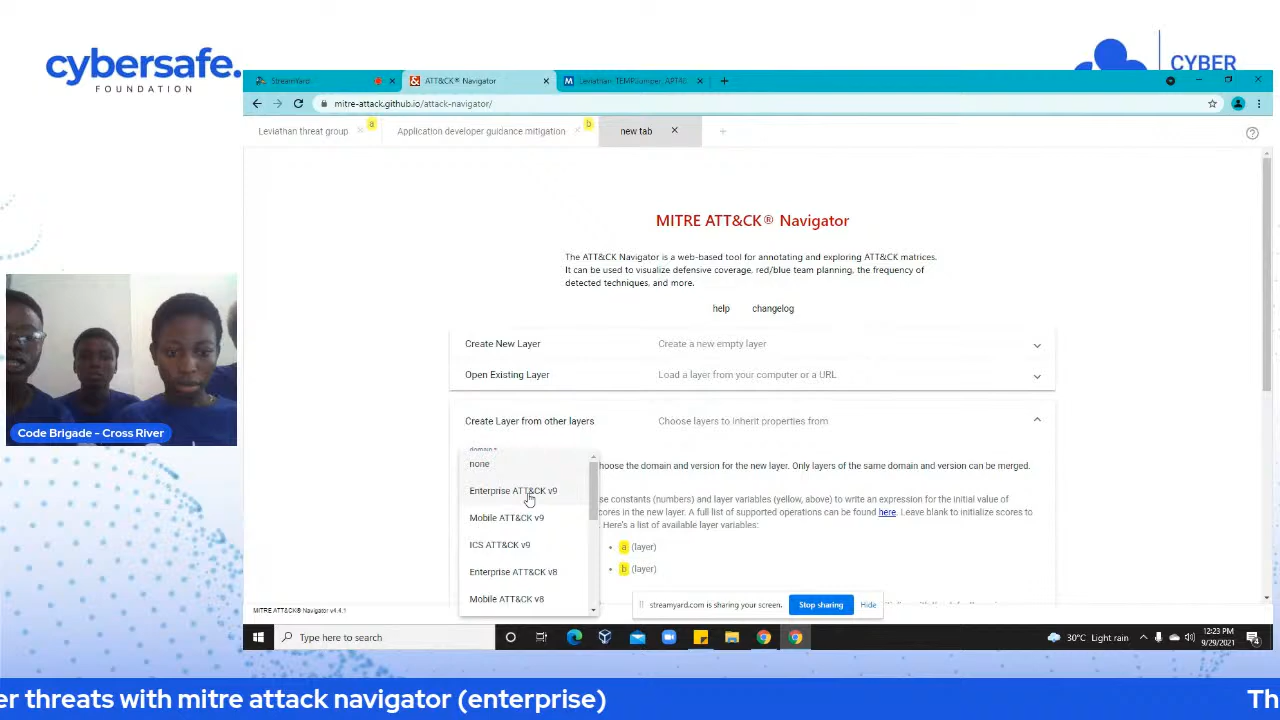 cybersafe.
FOUNDATION
CYBER
StreamYard
ATT&CK® Navigator
Leviathan, TEMP.Jumper, APT40
mitre-attack.github.io/attack-navigator/
Leviathan threat group
a
Application developer guidance mitigation
b
new tab
MITRE ATT&CK® Navigator
The ATT&CK Navigator is a web-based tool for annotating and exploring ATT&CK matrices.
It can be used to visualize defensive coverage, red/blue team planning, the frequency of
detected techniques, and more.
help changelog
Create New Layer Create a new empty layer
Open Existing Layer Load a layer from your computer or a URL
Create Layer from other layers Choose layers to inherit properties from
domain *
none
Enterprise ATT&CK v9
Mobile ATT&CK v9
ICS ATT&CK v9
Enterprise ATT&CK v8
Mobile ATT&CK v8
hoose the domain and version for the new layer. Only layers of the same domain and version can be merged.
se constants (numbers) and layer variables (yellow, above) to write an expression for the initial value of
cores in the new layer. A full list of supported operations can be found here. Leave blank to initialize scores to
. Here's a list of available layer variables:
• a (layer)
• b (layer)
streamyard.com is sharing your screen. Stop sharing Hide
MITRE ATT&CK® Navigator v4.4.1
Code Brigade - Cross River
Type here to search
30°C Light rain
12:23 PM
9/29/2021
4
er threats with mitre attack navigator (enterprise)
Th